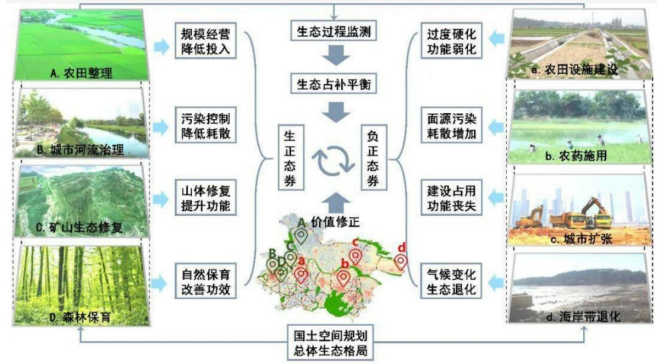 A. 农田整理
B. 城市河流治理
C. 矿山生态修复
D. 森林保育
规模经营
降低投入
污染控制
降低耗散
山体修复
提升功能
自然保育
改善功效
生态过程监测
生态占补平衡
生正态券
负正态券
价值修正
A
B
D
C
a
b
c
d
国土空间规划
总体生态格局
过度硬化
功能弱化
面源污染
耗散增加
建设占用
功能丧失
气候变化
生态退化
a. 农田设施建设
b. 农药施用
c. 城市扩张
d. 海岸带退化